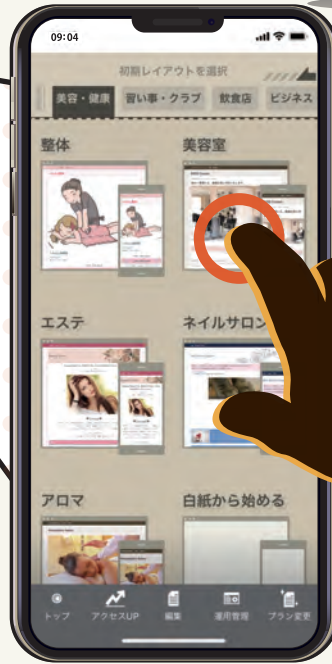 09:04
初期レイアウトを選択
美容・健康 習い事・クラブ 飲食店 ビジネス
整体 美容室
エステ ネイルサロン
アロマ 白紙から始める
トップ アクセスUP 編集 運用管理 プラン変更